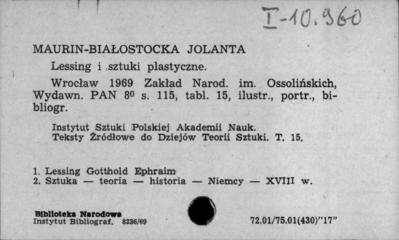 I-10.960
MAURIN-BIAŁOSTOCKA JOLANTA
Lessing i sztuki plastyczne.
Wrocław 1969 Zakład Narod. im. Ossolińskich,
Wydawn. PAN 8⁰ s. 115, tabl. 15, ilustr., portr., bi-
bliogr.
Instytut Sztuki Polskiej Akademii Nauk.
Teksty Źródłowe do Dziejów Teorii Sztuki. T. 15.
1. Lessing Gotthold Ephraim
2. Sztuka — teoria — historia — Niemcy — XVIII w.
Biblioteka Narodowa
Instytut Bibliograf. 8236/69
72.01/75.01(430)"17"